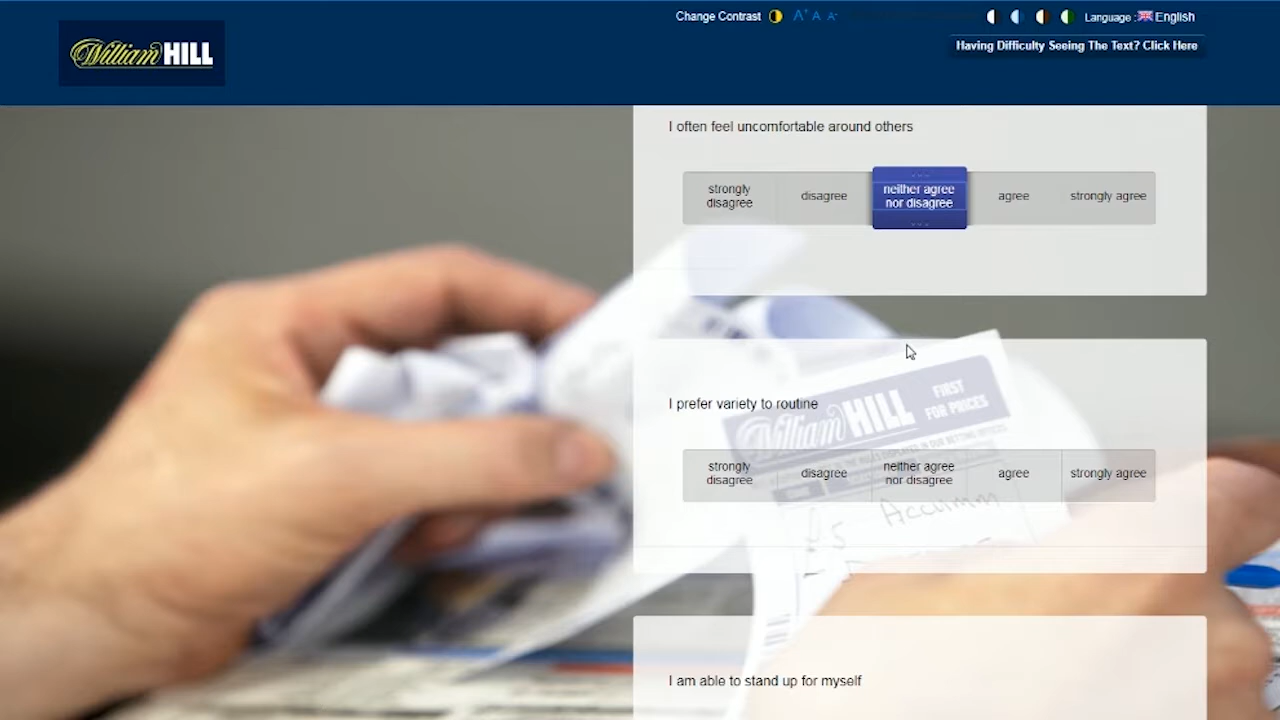 Change Contrast A+ A A-
Language : English
William HILL
Having Difficulty Seeing The Text? Click Here
I often feel uncomfortable around others
strongly disagree
disagree
neither agree nor disagree
agree
strongly agree
I prefer variety to routine
William HILL
FIRST
FOR PRICES
strongly disagree
disagree
neither agree nor disagree
agree
strongly agree
Accumm
I am able to stand up for myself